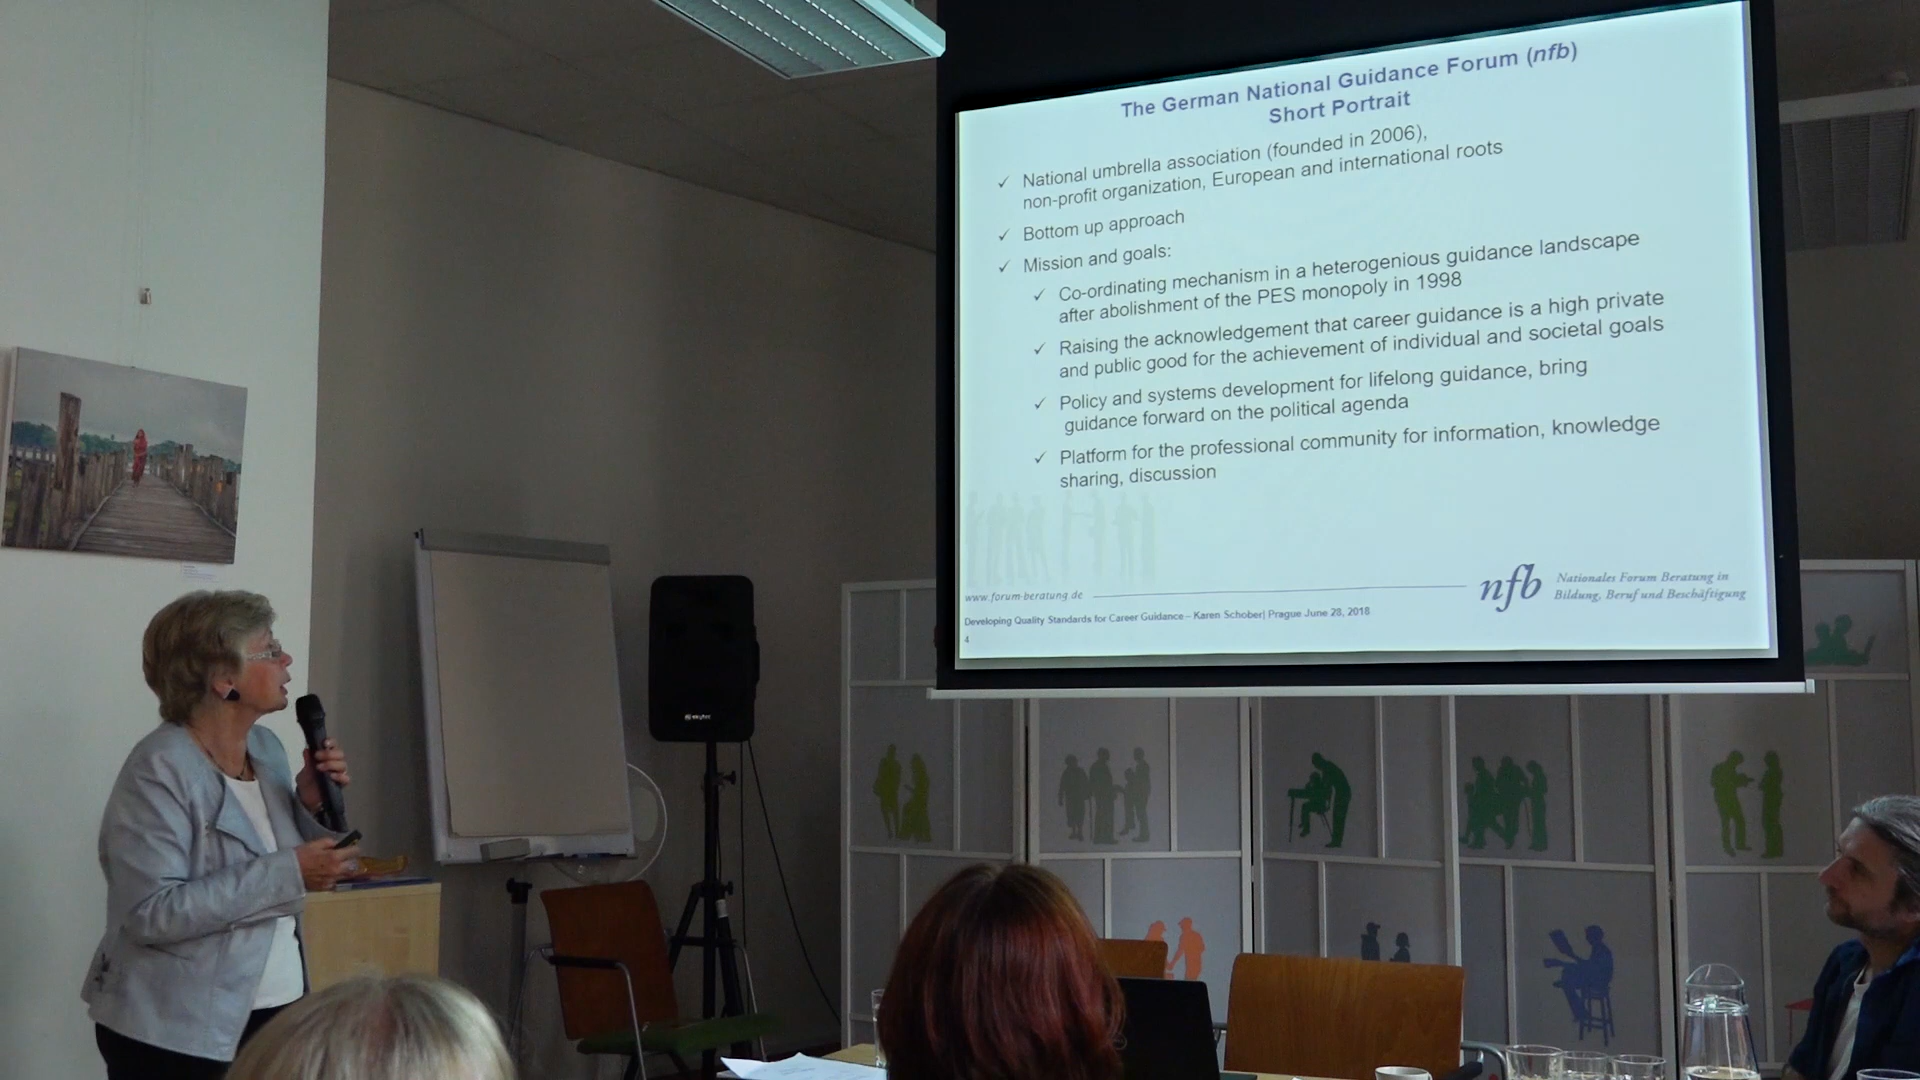 The German National Guidance Forum (nfb)
Short Portrait
✓ National umbrella association (founded in 2006),
non-profit organization, European and international roots
✓ Bottom up approach
✓ Mission and goals:
✓ Co-ordinating mechanism in a heterogenious guidance landscape
after abolishment of the PES monopoly in 1998
✓ Raising the acknowledgement that career guidance is a high private
and public good for the achievement of individual and societal goals
✓ Policy and systems development for lifelong guidance, bring
guidance forward on the political agenda
✓ Platform for the professional community for information, knowledge
sharing, discussion
www.forum-beratung.de
nfb
Nationales Forum Beratung in
Bildung, Beruf und Beschäftigung
Developing Quality Standards for Career Guidance – Karen Schober| Prague June 28, 2018
4